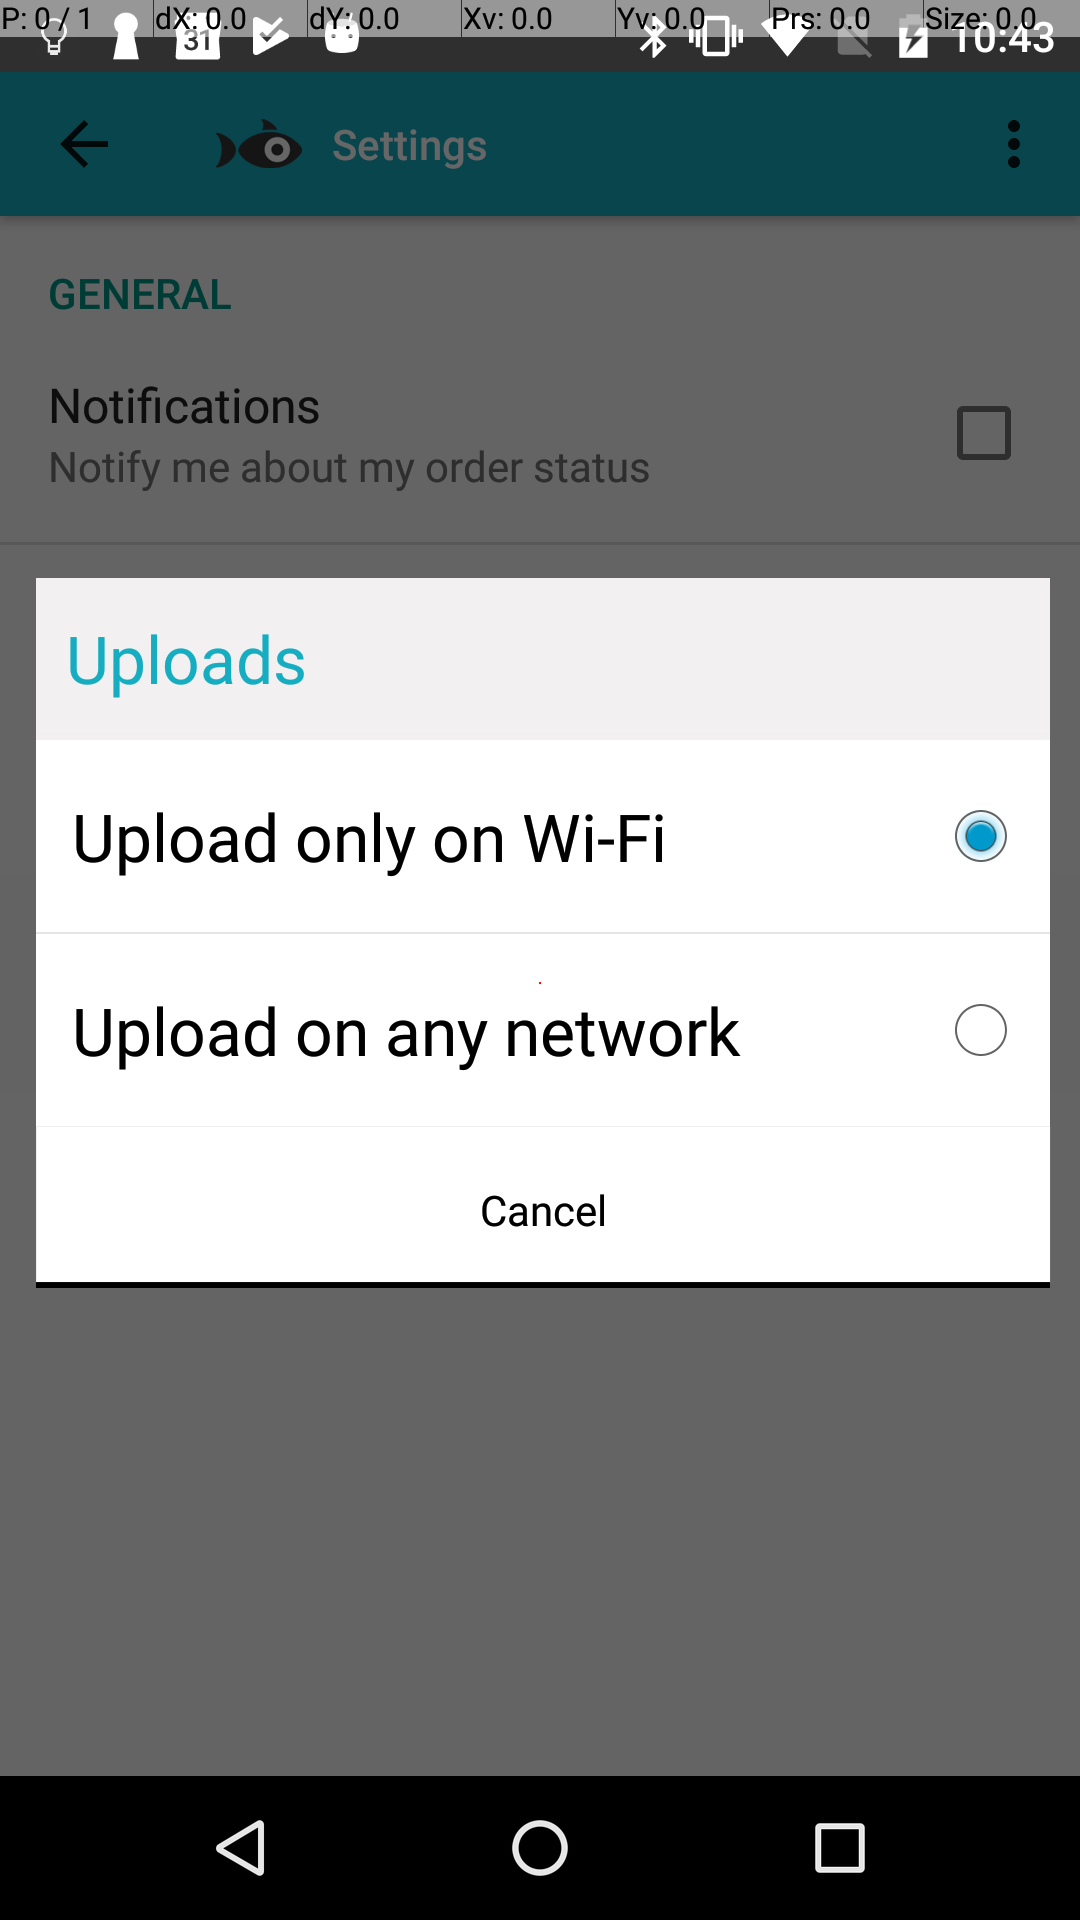 P: 0 / 1 dX: 0.0 dY: 0.0 Xv: 0.0 Yv: 0.0 Prs: 0.0 Size: 0.0
31 10:43
Settings
GENERAL
Notifications
Notify me about my order status
Uploads
Upload only on Wi-Fi
Upload on any network
Cancel